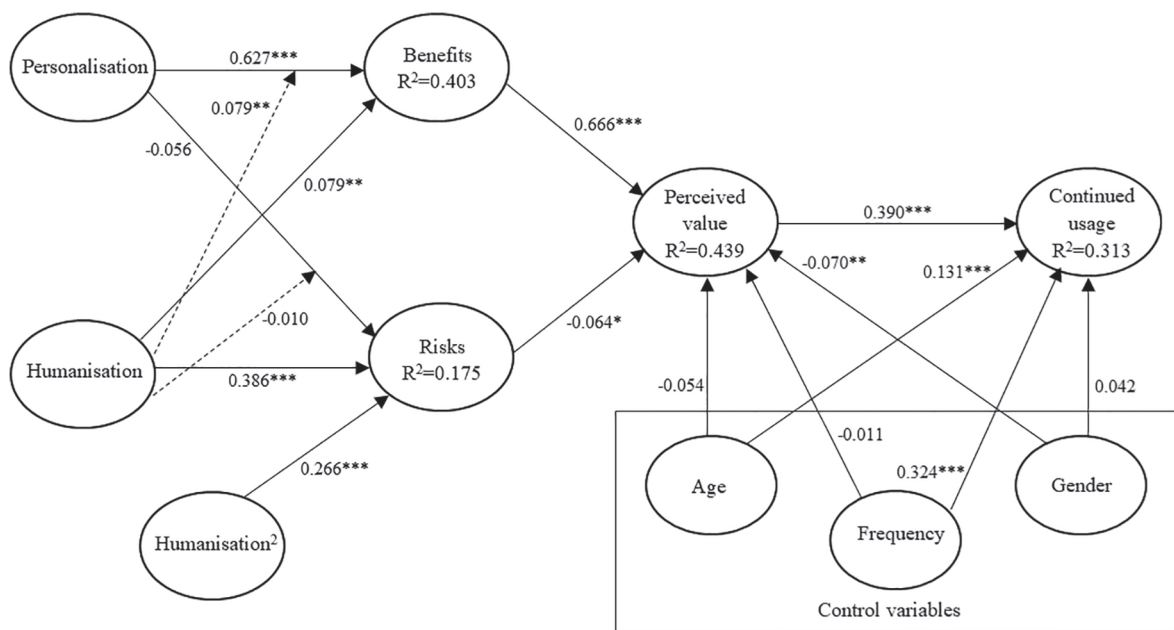 Personalisation
0.627***
Benefits
R²=0.403
0.079**
-0.056
0.079**
0.666***
Perceived
value
R²=0.439
0.390***
Continued
usage
R²=0.313
-0.070**
0.131***
-0.010
Humanisation
0.386***
Risks
R²=0.175
-0.064*
-0.054
0.042
0.266***
-0.011
0.324***
Age
Gender
Frequency
Humanisation²
Control variables